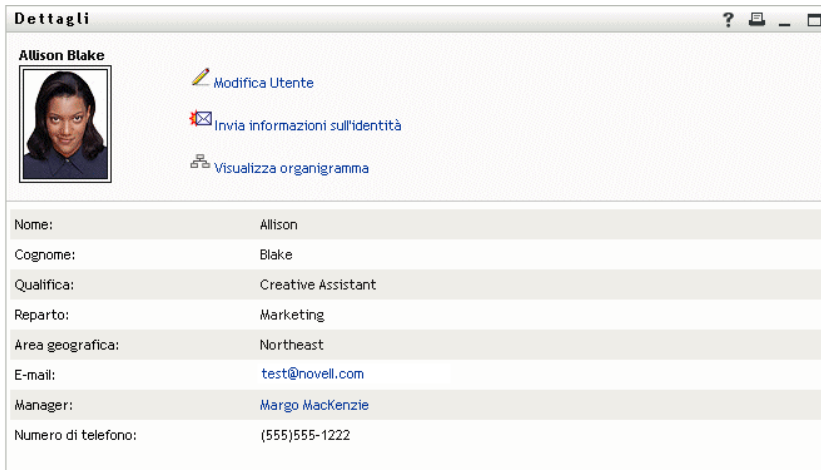 Dettagli
?
Allison Blake
Modifica Utente
Invia informazioni sull'identità
Visualizza organigramma
Nome: Allison
Cognome: Blake
Qualifica: Creative Assistant
Reparto: Marketing
Area geografica: Northeast
E-mail: test@novell.com
Manager: Margo MacKenzie
Numero di telefono: (555)555-1222